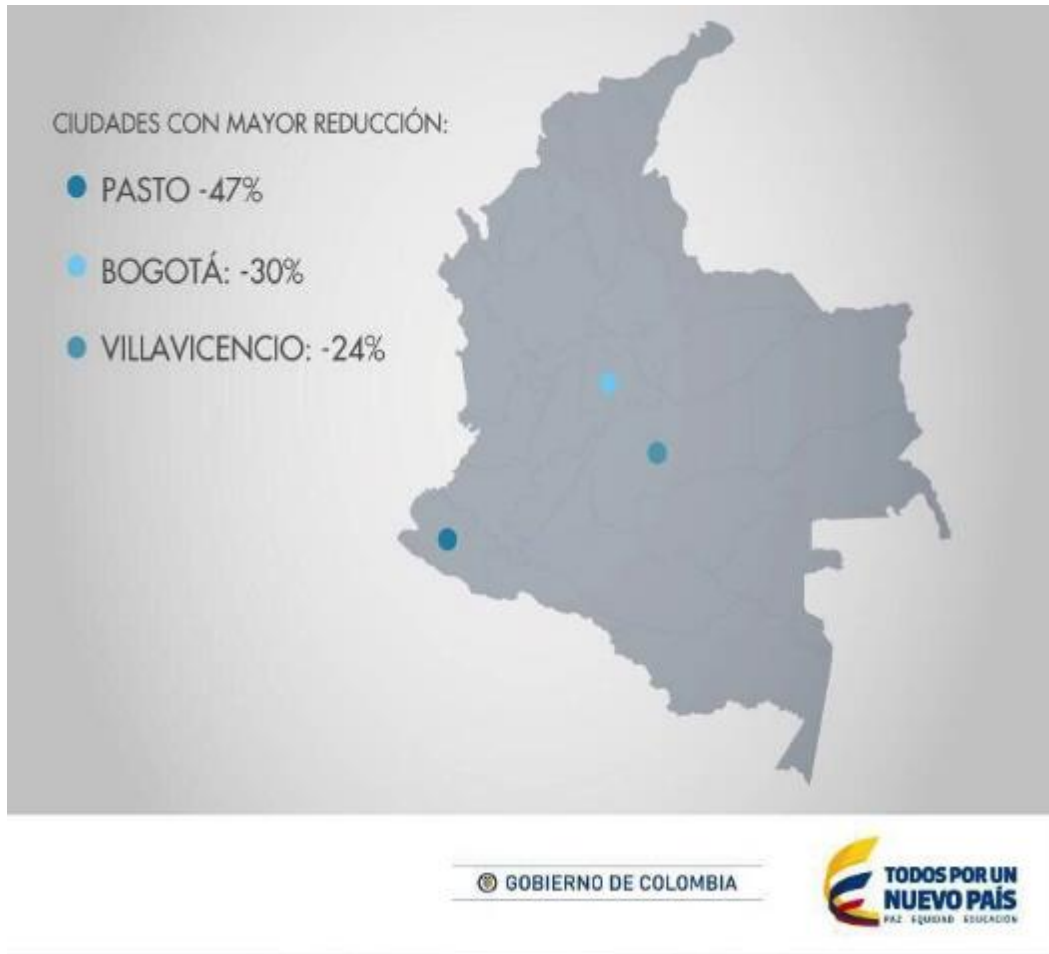 CIUDADES CON MAYOR REDUCCIÓN:
PASTO -47%
BOGOTÁ: -30%
VILLAVICENCIO: -24%
GOBIERNO DE COLOMBIA
TODOS POR UN
NUEVO PAÍS
PAZ EQUIDAD EDUCACIÓN